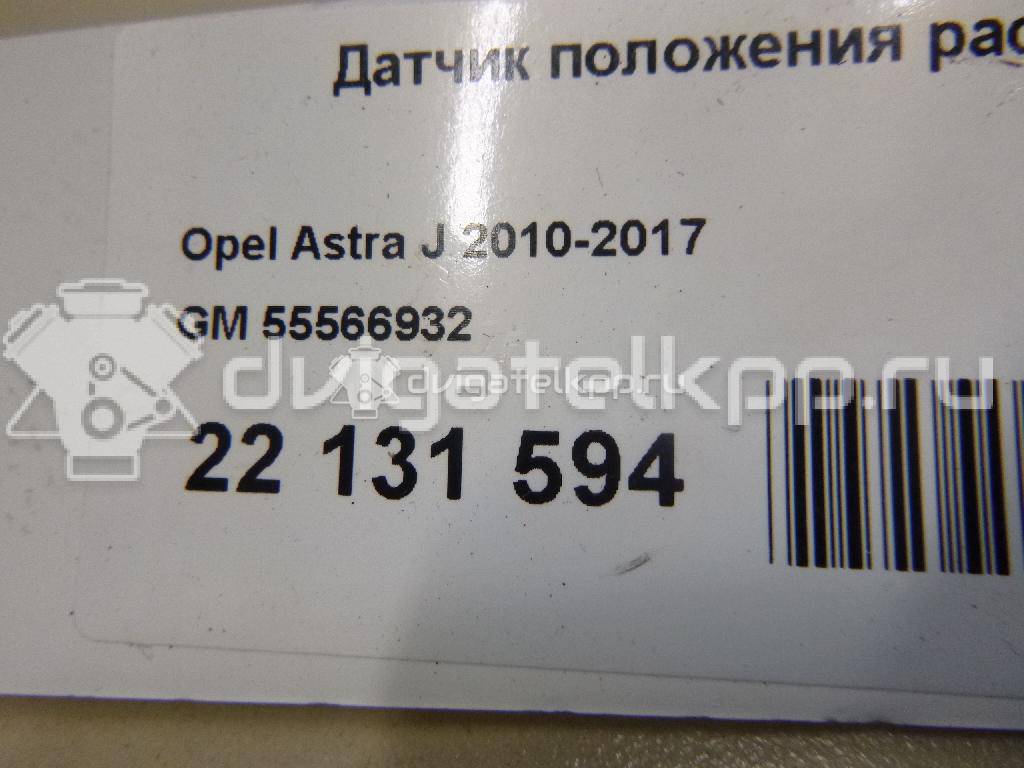 Датчик положения рас
Opel Astra J 2010-2017
GM 55566932
dvigatelkpp.ru
dvigatelkpp.ru
22 131 594